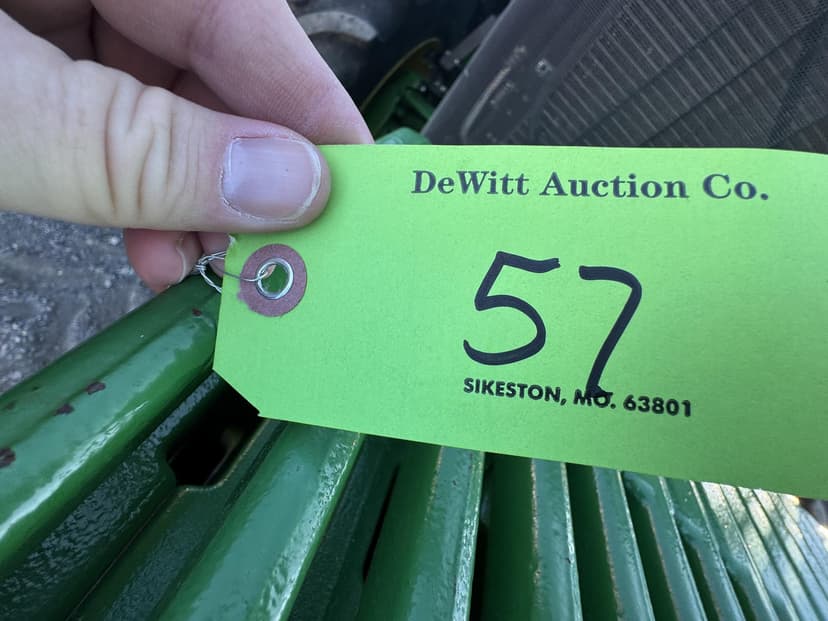 DeWitt Auction Co.
57
SIKESTON, MO. 63801